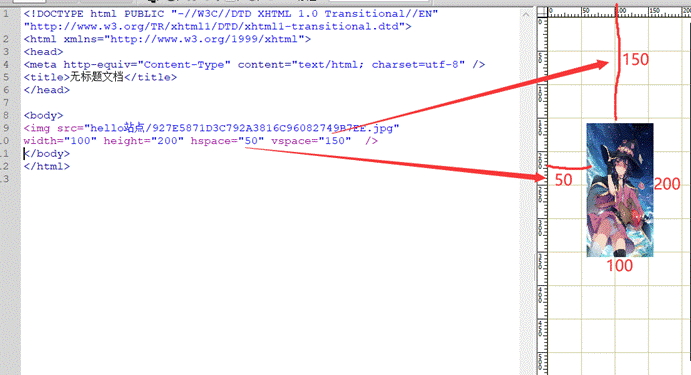 1 <!DOCTYPE html PUBLIC "-//W3C//DTD XHTML 1.0 Transitional//EN"
"http://www.w3.org/TR/xhtml1/DTD/xhtml1-transitional.dtd">
2 <html xmlns="http://www.w3.org/1999/xhtml">
3 <head>
4 <meta http-equiv="Content-Type" content="text/html; charset=utf-8" />
5 <title>无标题文档</title>
6 </head>
7
8 <body>
9 <img src="hello站点/927E5871D3C792A3816C96082749B7EE.jpg"
10 width="100" height="200" hspace="50" vspace="150"  />
11 </body>
12 </html>
13
0 50 100 150 200
150
50
200
100